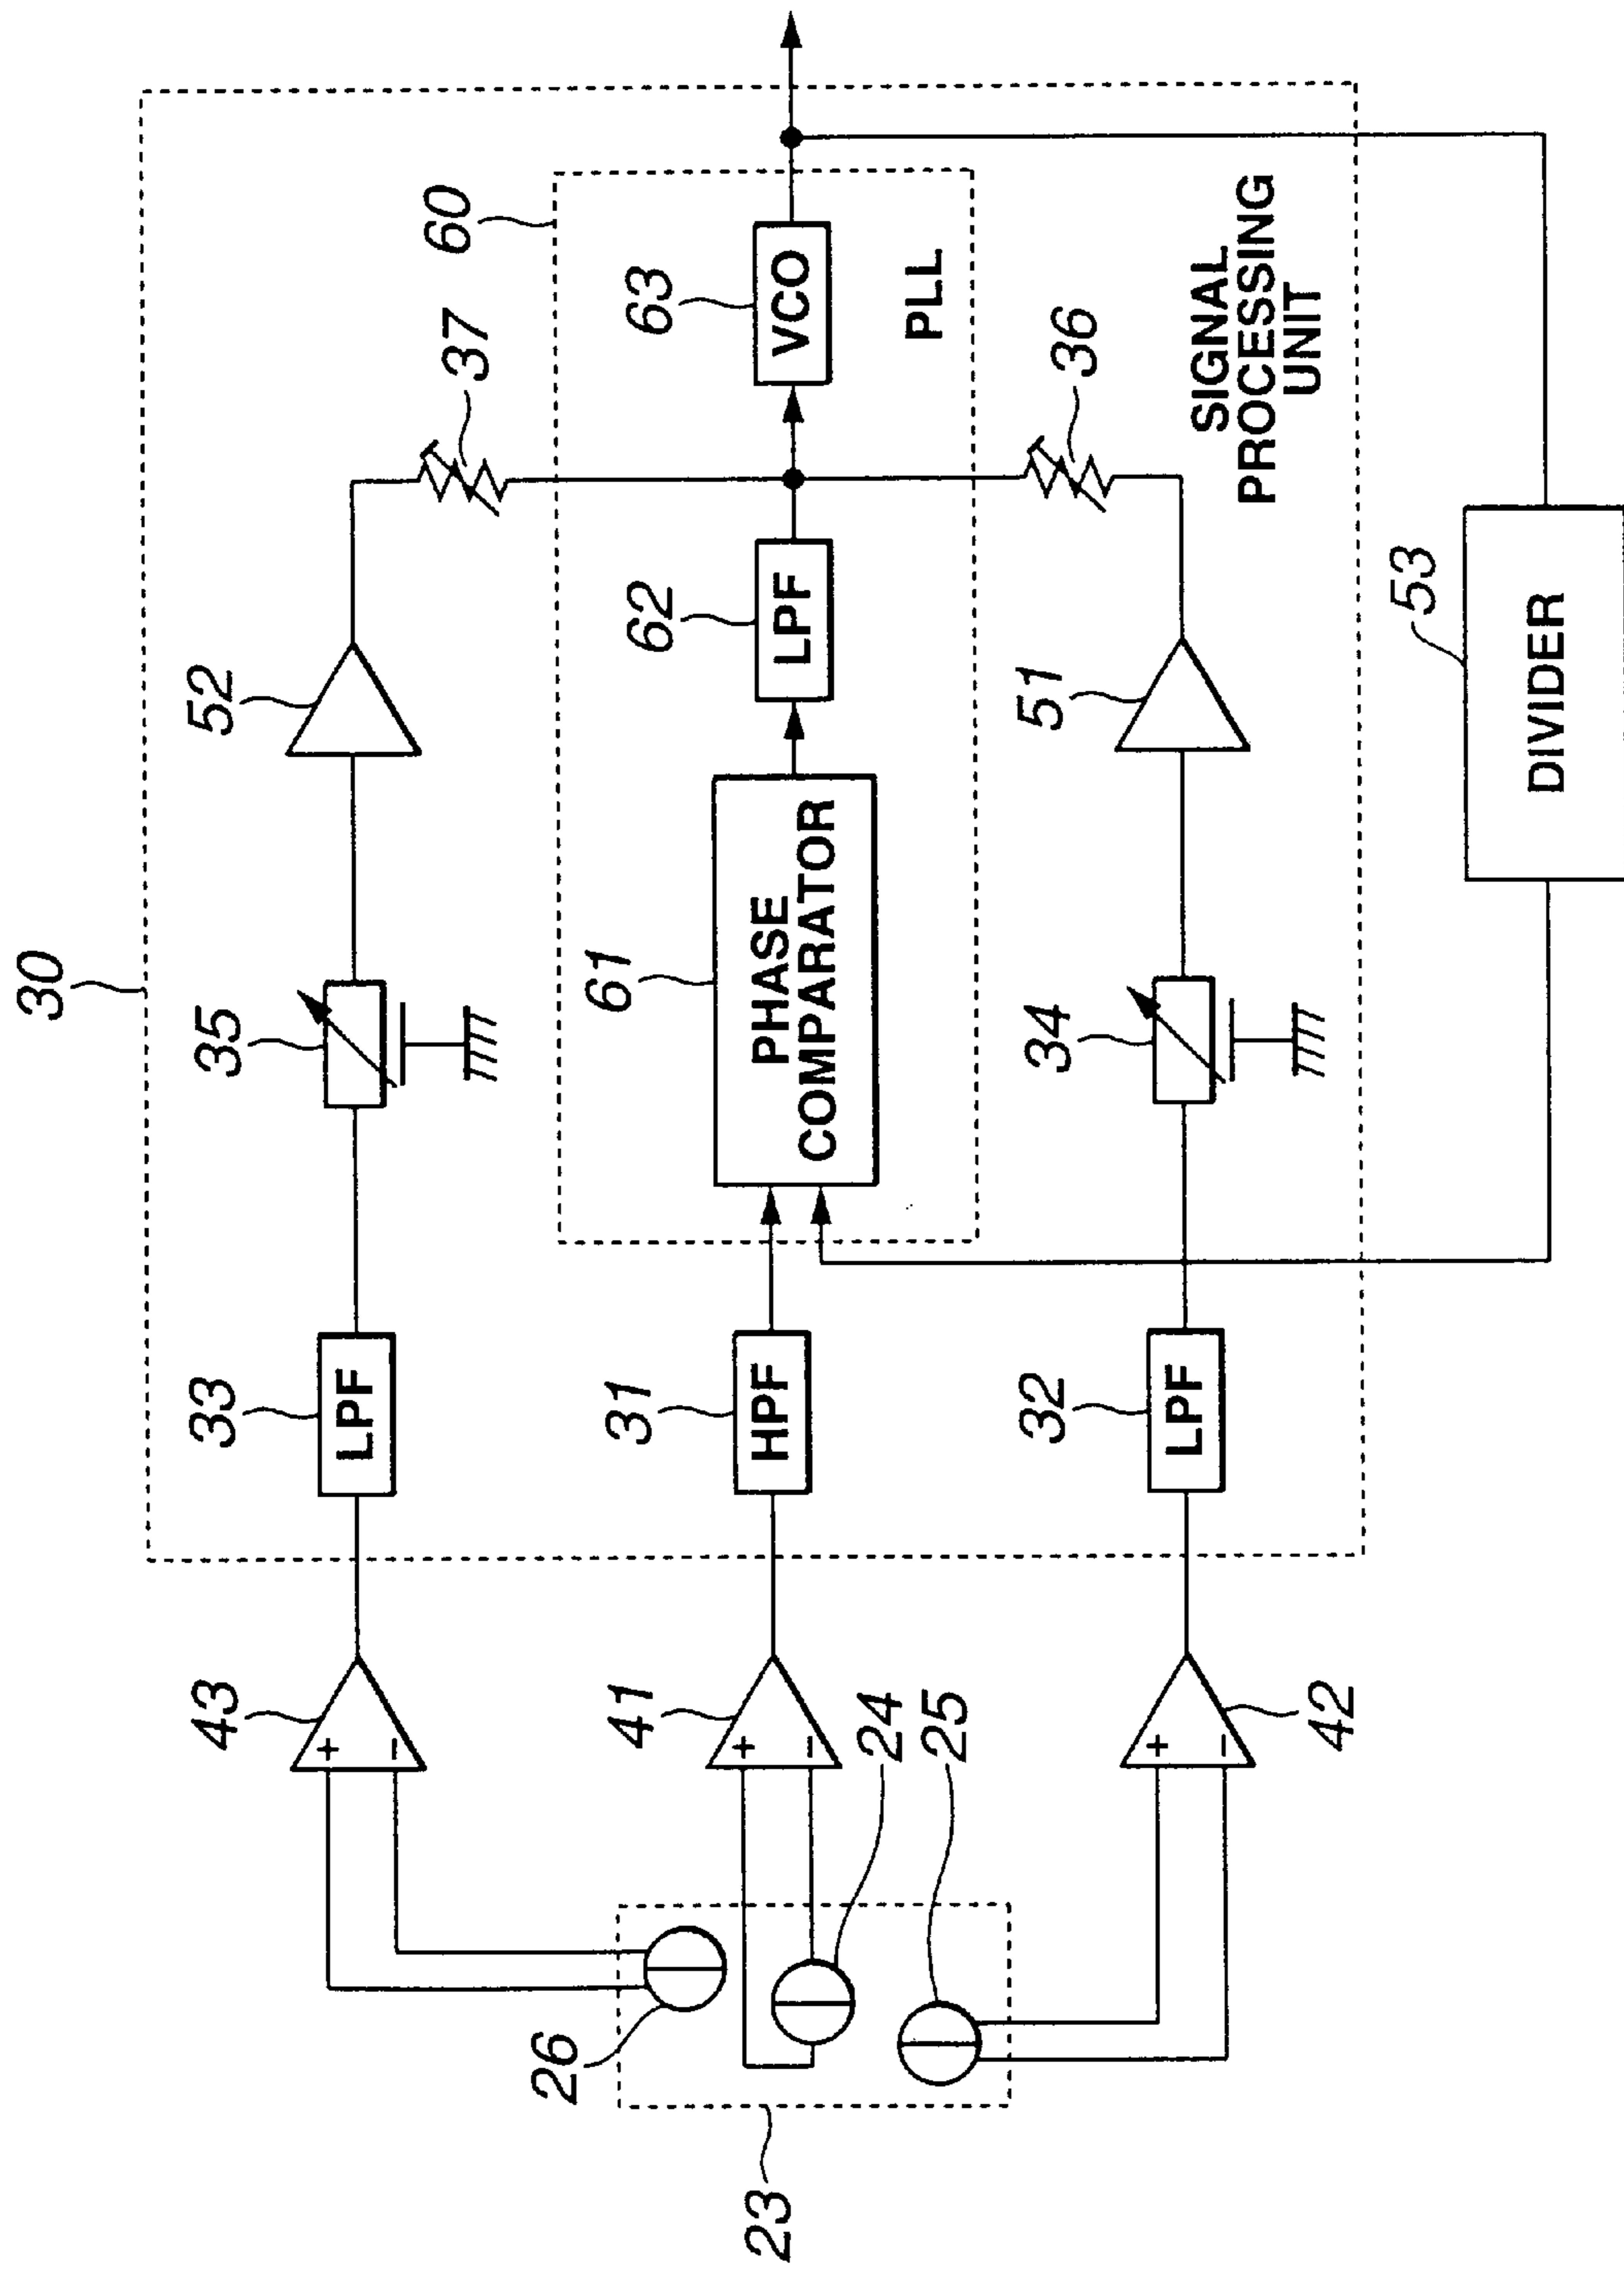 30
60
52
37
35
33
43
63
VCO
62
LPF
61
PHASE
COMPARATOR
31
HPF
LPF
41
+
−
+
−
26
24
25
23
PLL
36
51
34
32
LPF
42
+
−
SIGNAL
PROCESSING
UNIT
53
DIVIDER